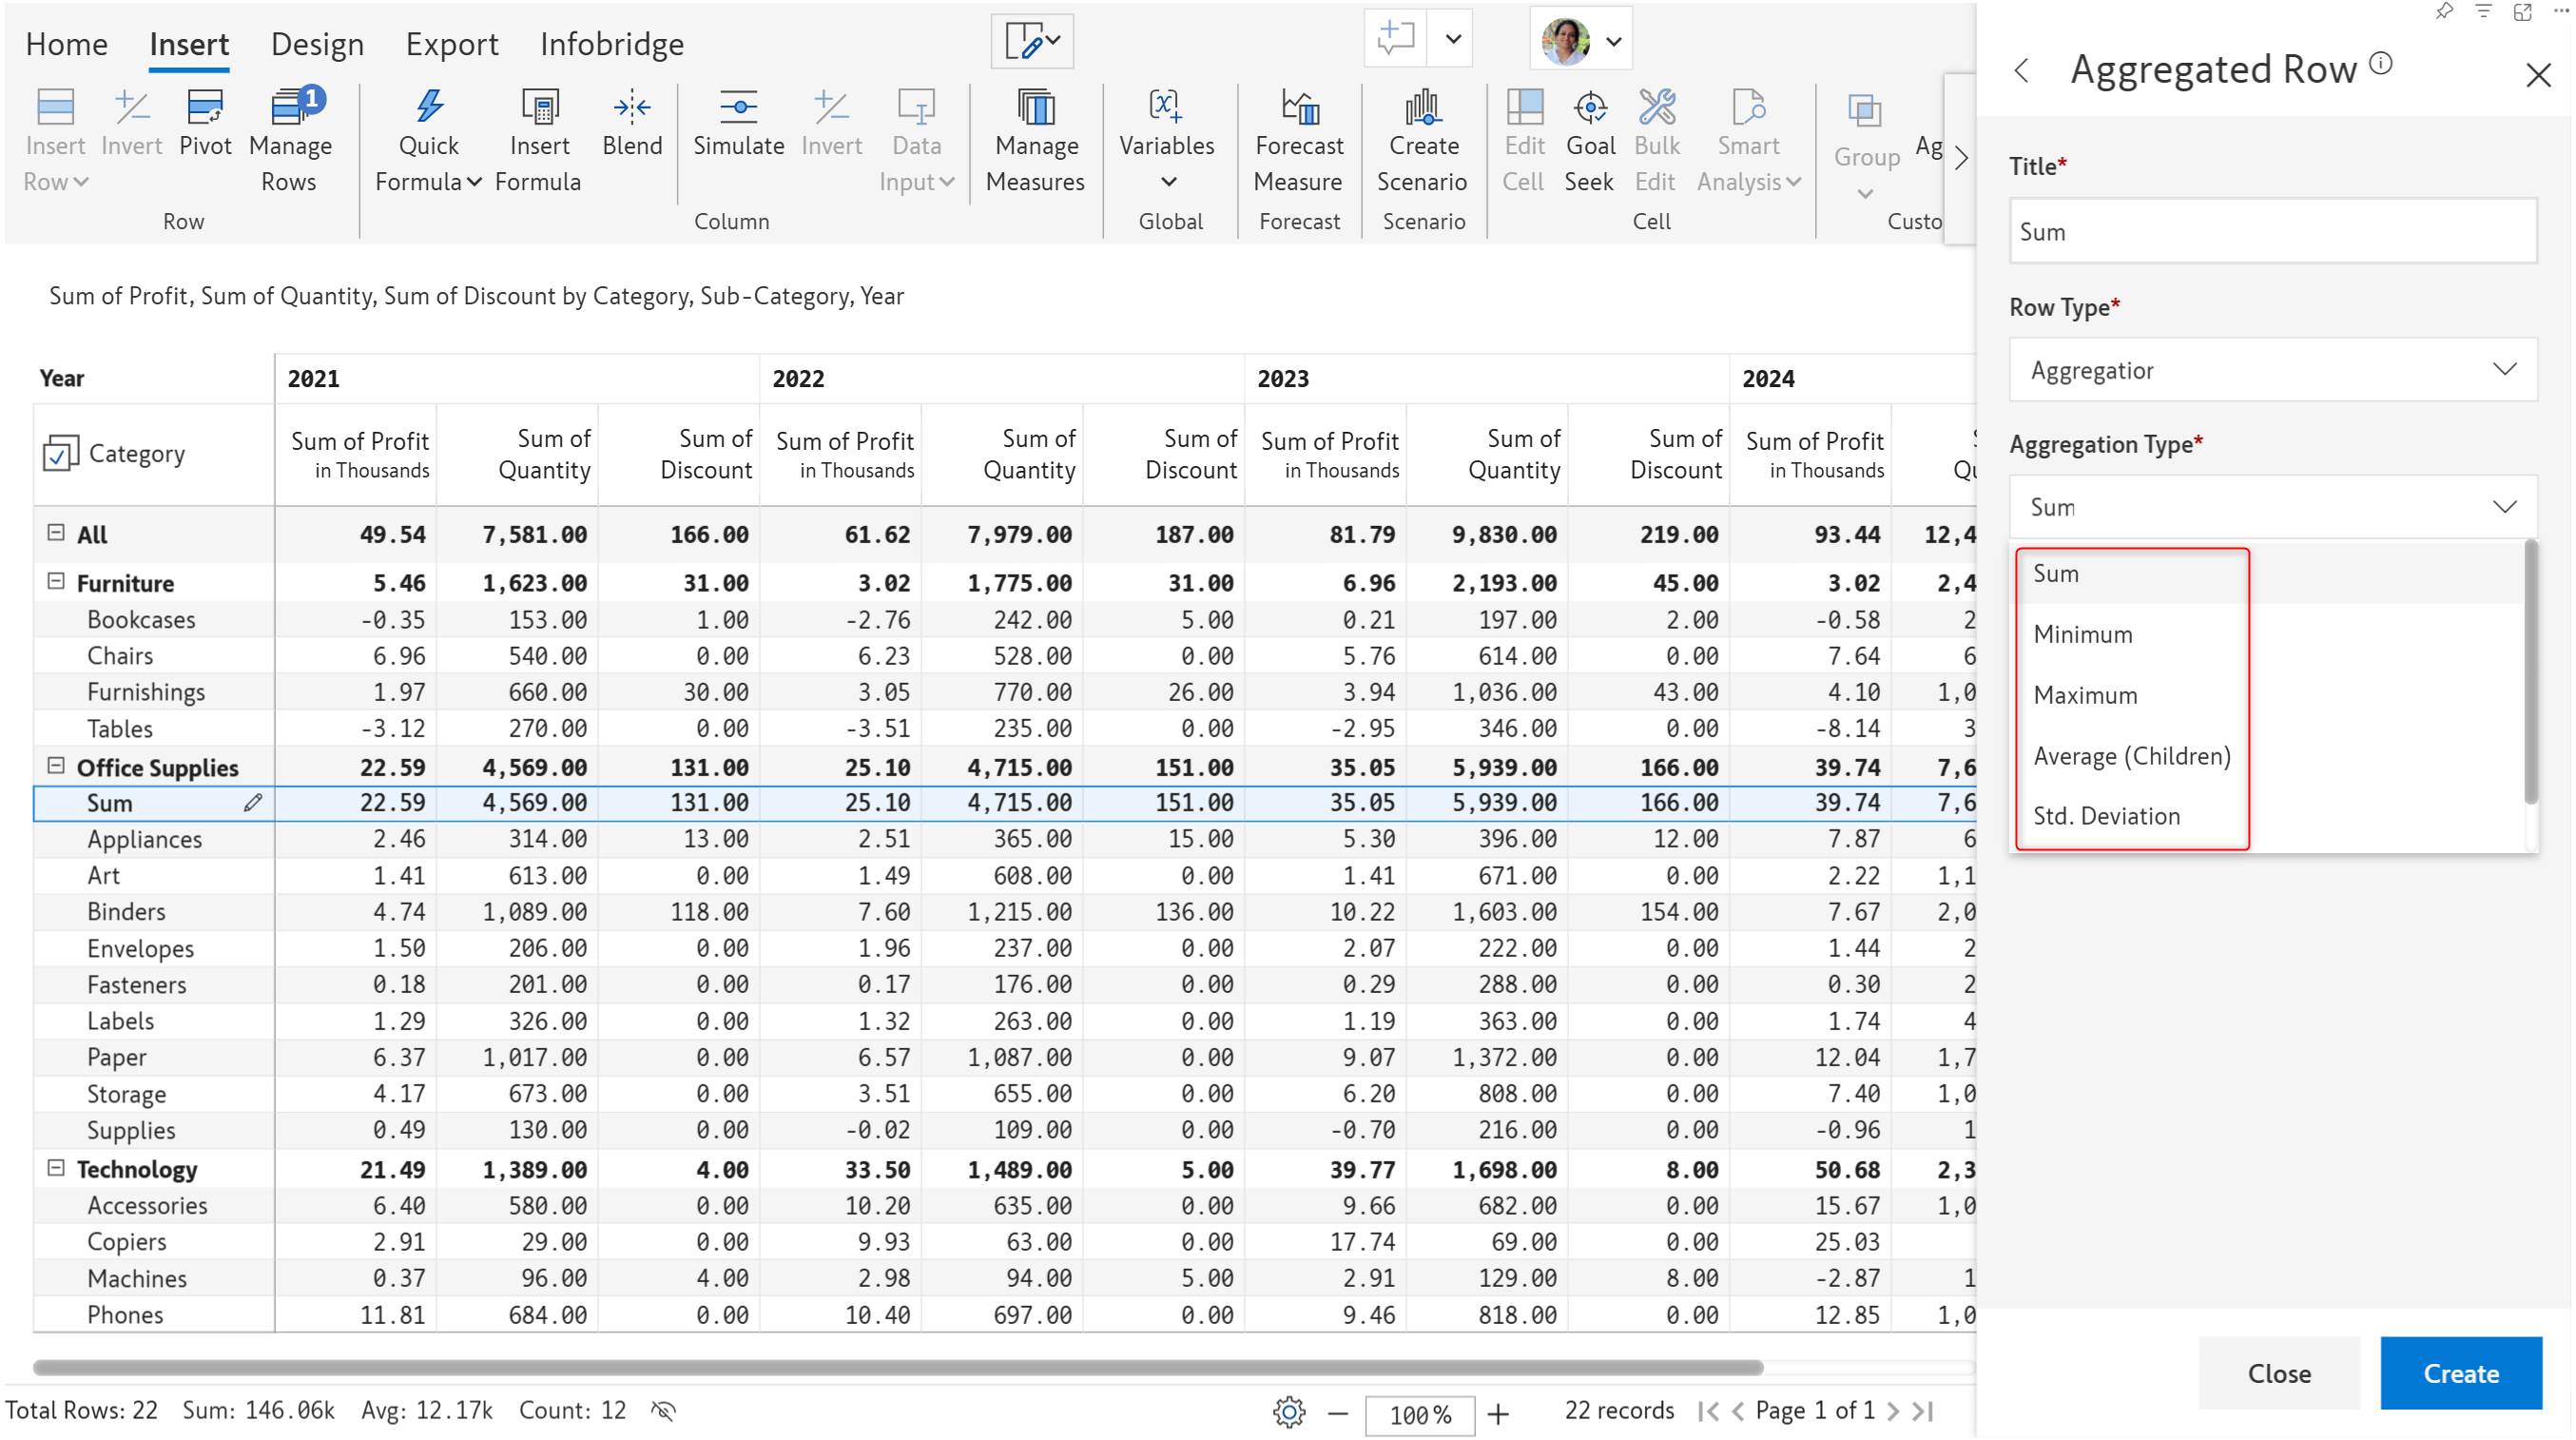 Home Insert Design Export Infobridge
1
Insert Invert Pivot Manage Quick Insert Blend Simulate Invert Data Manage Variables Forecast Create Edit Goal Bulk Smart Group Ag
Row Rows Formula Formula Input Measures Measure Scenario Cell Seek Edit Analysis
Row Column Global Forecast Scenario Cell Custo
Sum of Profit, Sum of Quantity, Sum of Discount by Category, Sub-Category, Year
Year 2021 2022 2023 2024
Category Sum of Profit in Thousands Sum of Quantity Sum of Discount Sum of Profit in Thousands Sum of Quantity Sum of Discount Sum of Profit in Thousands Sum of Quantity Sum of Discount Sum of Profit in Thousands
All 49.54 7,581.00 166.00 61.62 7,979.00 187.00 81.79 9,830.00 219.00 93.44 12,4
Furniture 5.46 1,623.00 31.00 3.02 1,775.00 31.00 6.96 2,193.00 45.00 3.02 2,4
Bookcases -0.35 153.00 1.00 -2.76 242.00 5.00 0.21 197.00 2.00 -0.58 2
Chairs 6.96 540.00 0.00 6.23 528.00 0.00 5.76 614.00 0.00 7.64 6
Furnishings 1.97 660.00 30.00 3.05 770.00 26.00 3.94 1,036.00 43.00 4.10 1,0
Tables -3.12 270.00 0.00 -3.51 235.00 0.00 -2.95 346.00 0.00 -8.14 3
Office Supplies 22.59 4,569.00 131.00 25.10 4,715.00 151.00 35.05 5,939.00 166.00 39.74 7,6
Sum 22.59 4,569.00 131.00 25.10 4,715.00 151.00 35.05 5,939.00 166.00 39.74 7,6
Appliances 2.46 314.00 13.00 2.51 365.00 15.00 5.30 396.00 12.00 7.87 6
Art 1.41 613.00 0.00 1.49 608.00 0.00 1.41 671.00 0.00 2.22 1,1
Binders 4.74 1,089.00 118.00 7.60 1,215.00 136.00 10.22 1,603.00 154.00 7.67 2,0
Envelopes 1.50 206.00 0.00 1.96 237.00 0.00 2.07 222.00 0.00 1.44 2
Fasteners 0.18 201.00 0.00 0.17 176.00 0.00 0.29 288.00 0.00 0.30 2
Labels 1.29 326.00 0.00 1.32 263.00 0.00 1.19 363.00 0.00 1.74 4
Paper 6.37 1,017.00 0.00 6.57 1,087.00 0.00 9.07 1,372.00 0.00 12.04 1,7
Storage 4.17 673.00 0.00 3.51 655.00 0.00 6.20 808.00 0.00 7.40 1,0
Supplies 0.49 130.00 0.00 -0.02 109.00 0.00 -0.70 216.00 0.00 -0.96 1
Technology 21.49 1,389.00 4.00 33.50 1,489.00 5.00 39.77 1,698.00 8.00 50.68 2,3
Accessories 6.40 580.00 0.00 10.20 635.00 0.00 9.66 682.00 0.00 15.67 1,0
Copiers 2.91 29.00 0.00 9.93 63.00 0.00 17.74 69.00 0.00 25.03
Machines 0.37 96.00 4.00 2.98 94.00 5.00 2.91 129.00 8.00 -2.87 1
Phones 11.81 684.00 0.00 10.40 697.00 0.00 9.46 818.00 0.00 12.85 1,0
Total Rows: 22 Sum: 146.06k Avg: 12.17k Count: 12 100% 22 records Page 1 of 1
Aggregated Row
Title*
Sum
Row Type*
Aggregatior
Aggregation Type*
Sum
Sum
Minimum
Maximum
Average (Children)
Std. Deviation
Close Create